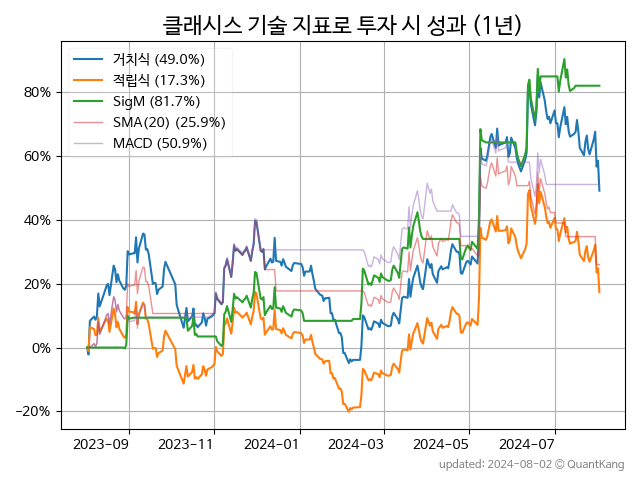 클래시스 기술 지표로 투자 시 성과 (1년)
거치식 (49.0%)
적립식 (17.3%)
SigM (81.7%)
SMA(20) (25.9%)
MACD (50.9%)
80%
60%
40%
20%
0%
−20%
2023-09
2023-11
2024-01
2024-03
2024-05
2024-07
updated: 2024-08-02 © QuantKang